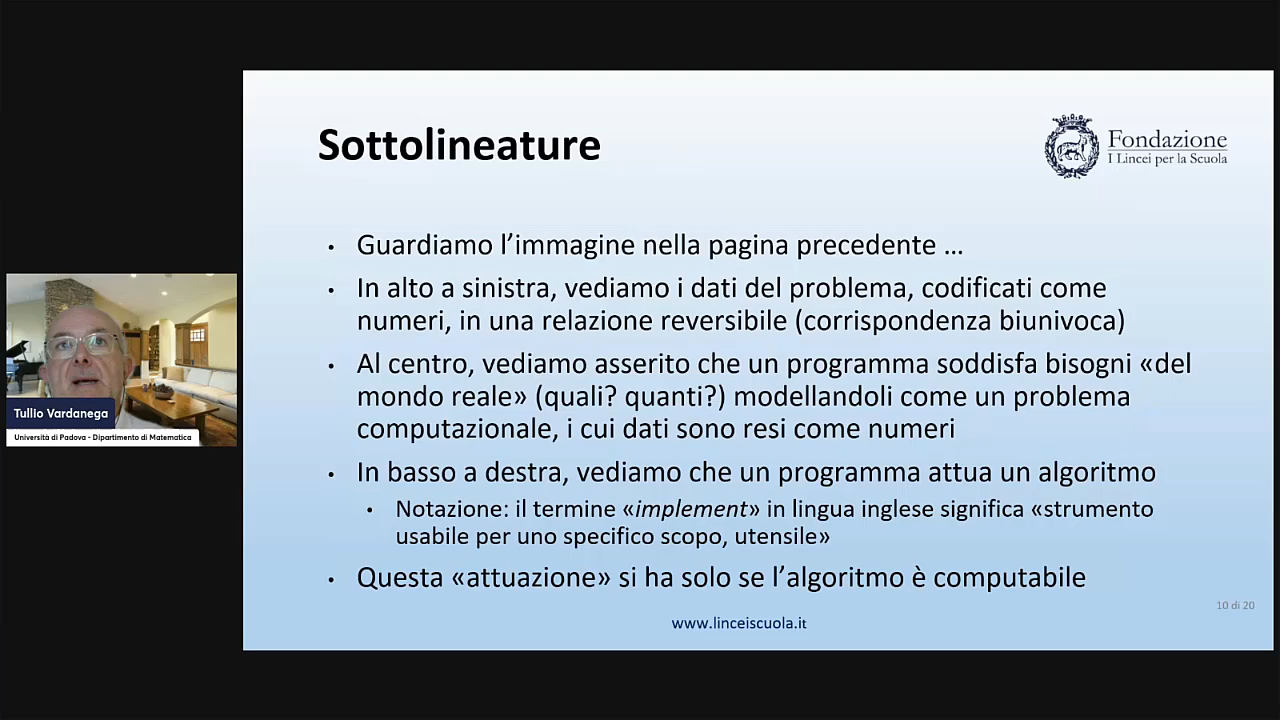 Sottolineature
Fondazione
I Lincei per la Scuola
• Guardiamo l’immagine nella pagina precedente …
• In alto a sinistra, vediamo i dati del problema, codificati come
numeri, in una relazione reversibile (corrispondenza biunivoca)
• Al centro, vediamo asserito che un programma soddisfa bisogni «del
mondo reale» (quali? quanti?) modellandoli come un problema
computazionale, i cui dati sono resi come numeri
• In basso a destra, vediamo che un programma attua un algoritmo
• Notazione: il termine «implement» in lingua inglese significa «strumento
usabile per uno specifico scopo, utensile»
• Questa «attuazione» si ha solo se l’algoritmo è computabile
10 di 20
www.linceiscuola.it
Tullio Vardanega
Università di Padova - Dipartimento di Matematica